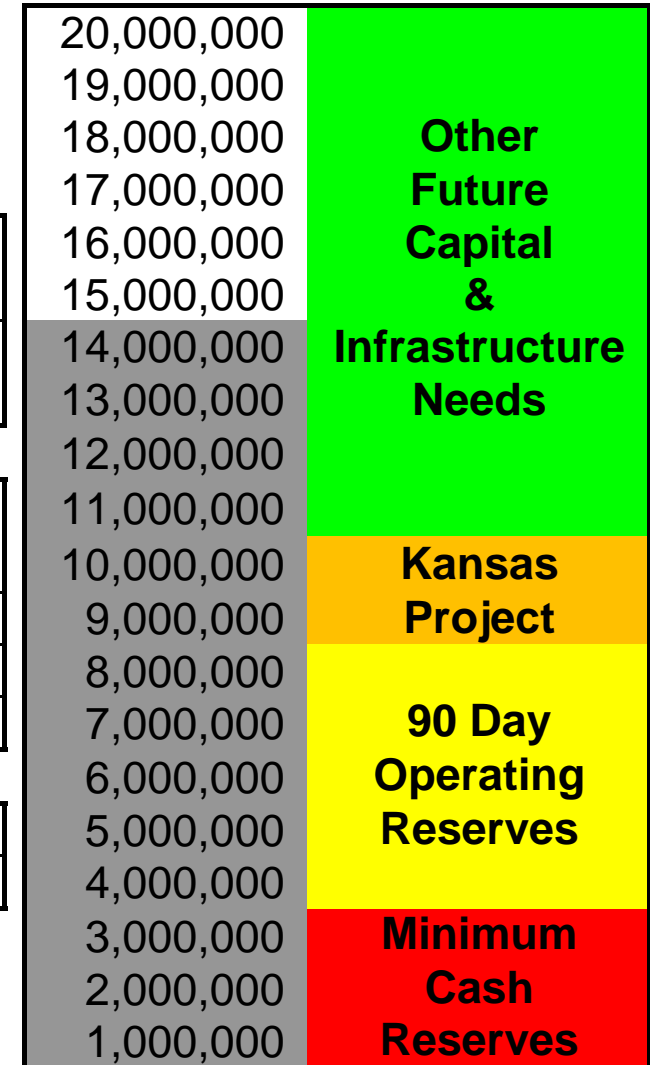 20,000,000
19,000,000
18,000,000 Other
17,000,000 Future
16,000,000 Capital
15,000,000 &
14,000,000 Infrastructure
13,000,000 Needs
12,000,000
11,000,000
10,000,000 Kansas
9,000,000 Project
8,000,000
7,000,000 90 Day
6,000,000 Operating
5,000,000 Reserves
4,000,000
3,000,000 Minimum
2,000,000 Cash
1,000,000 Reserves